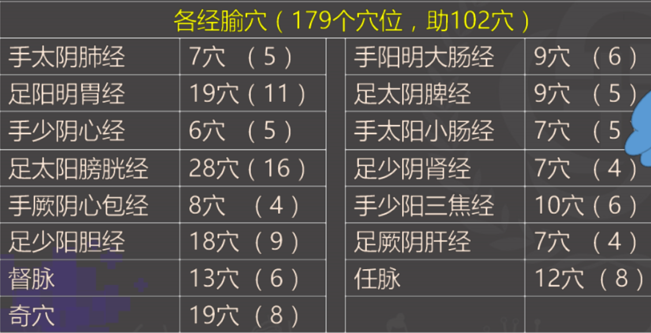 各经腧穴（179个穴位，助102穴）
手太阴肺经 7穴 （5） 手阳明大肠经 9穴 （6）
足阳明胃经 19穴（11） 足太阴脾经 9穴 （5）
手少阴心经 6穴 （5） 手太阳小肠经 7穴 （5
足太阳膀胱经 28穴（16） 足少阴肾经 7穴 （4）
手厥阴心包经 8穴 （4） 手少阳三焦经 10穴（6）
足少阳胆经 18穴（9） 足厥阴肝经 7穴 （4）
督脉 13穴（6） 任脉 12穴（8）
奇穴 19穴（8）